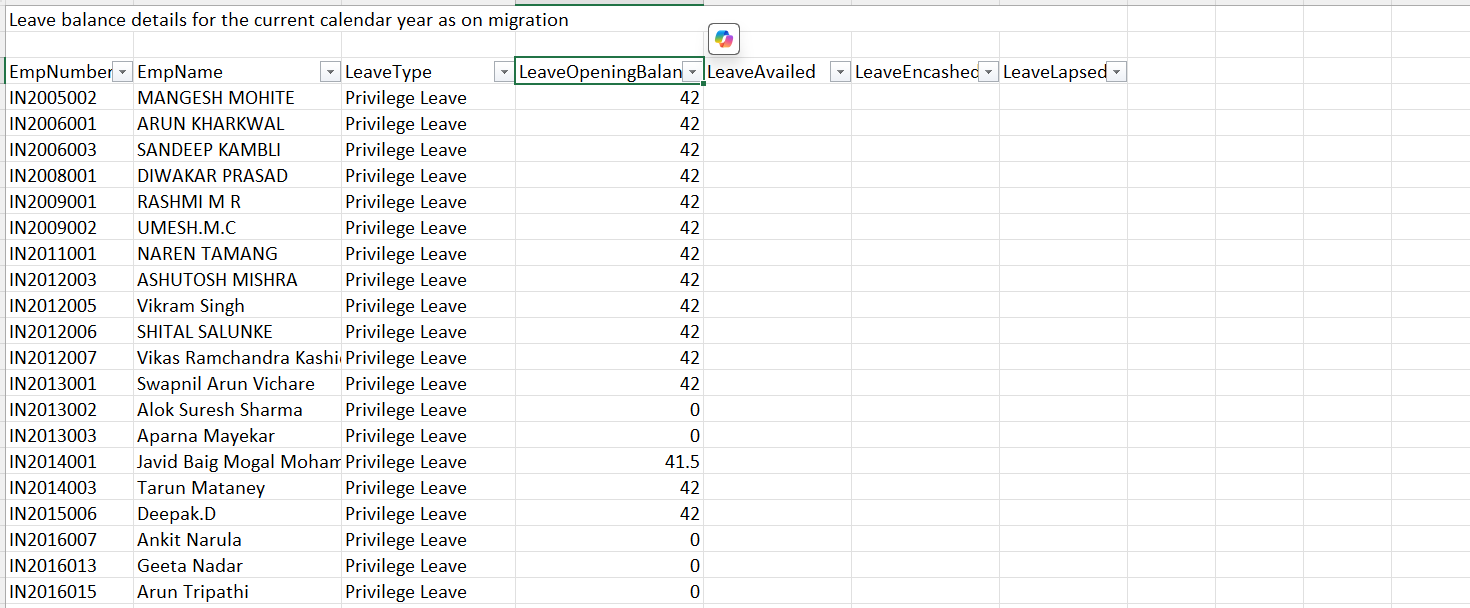 Leave balance details for the current calendar year as on migration
EmpNumber EmpName LeaveType LeaveOpeningBalan LeaveAvailed LeaveEncashed LeaveLapsed
IN2005002 MANGESH MOHITE Privilege Leave 42
IN2006001 ARUN KHARKWAL Privilege Leave 42
IN2006003 SANDEEP KAMBLI Privilege Leave 42
IN2008001 DIWAKAR PRASAD Privilege Leave 42
IN2009001 RASHMI M R Privilege Leave 42
IN2009002 UMESH.M.C Privilege Leave 42
IN2011001 NAREN TAMANG Privilege Leave 42
IN2012003 ASHUTOSH MISHRA Privilege Leave 42
IN2012005 Vikram Singh Privilege Leave 42
IN2012006 SHITAL SALUNKE Privilege Leave 42
IN2012007 Vikas Ramchandra Kashi Privilege Leave 42
IN2013001 Swapnil Arun Vichare Privilege Leave 42
IN2013002 Alok Suresh Sharma Privilege Leave 0
IN2013003 Aparna Mayekar Privilege Leave 0
IN2014001 Javid Baig Mogal Moham Privilege Leave 41.5
IN2014003 Tarun Mataney Privilege Leave 42
IN2015006 Deepak.D Privilege Leave 42
IN2016007 Ankit Narula Privilege Leave 0
IN2016013 Geeta Nadar Privilege Leave 0
IN2016015 Arun Tripathi Privilege Leave 0